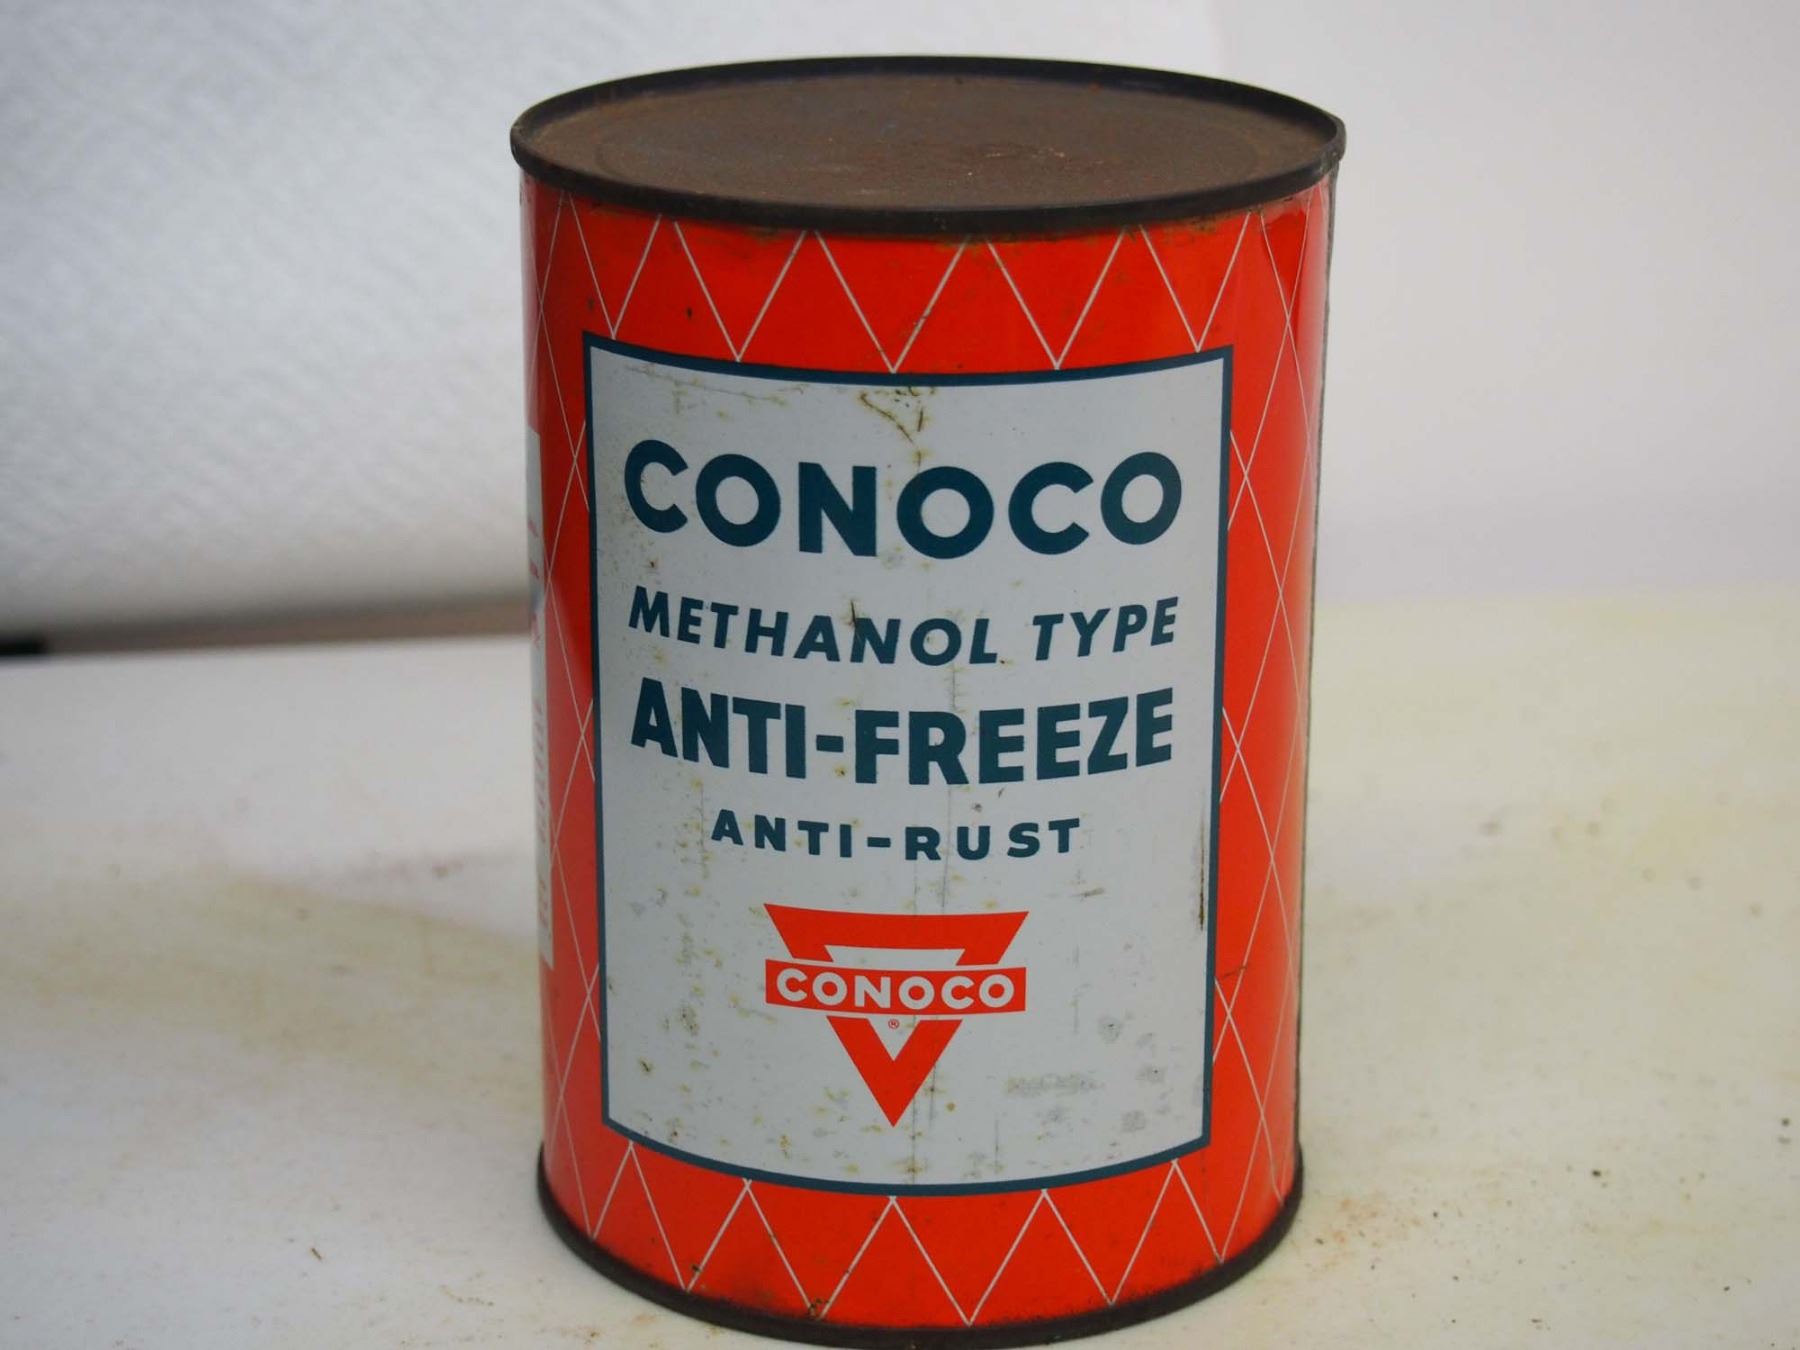 CONOCO
METHANOL TYPE
ANTI-FREEZE
ANTI-RUST
CONOCO
®